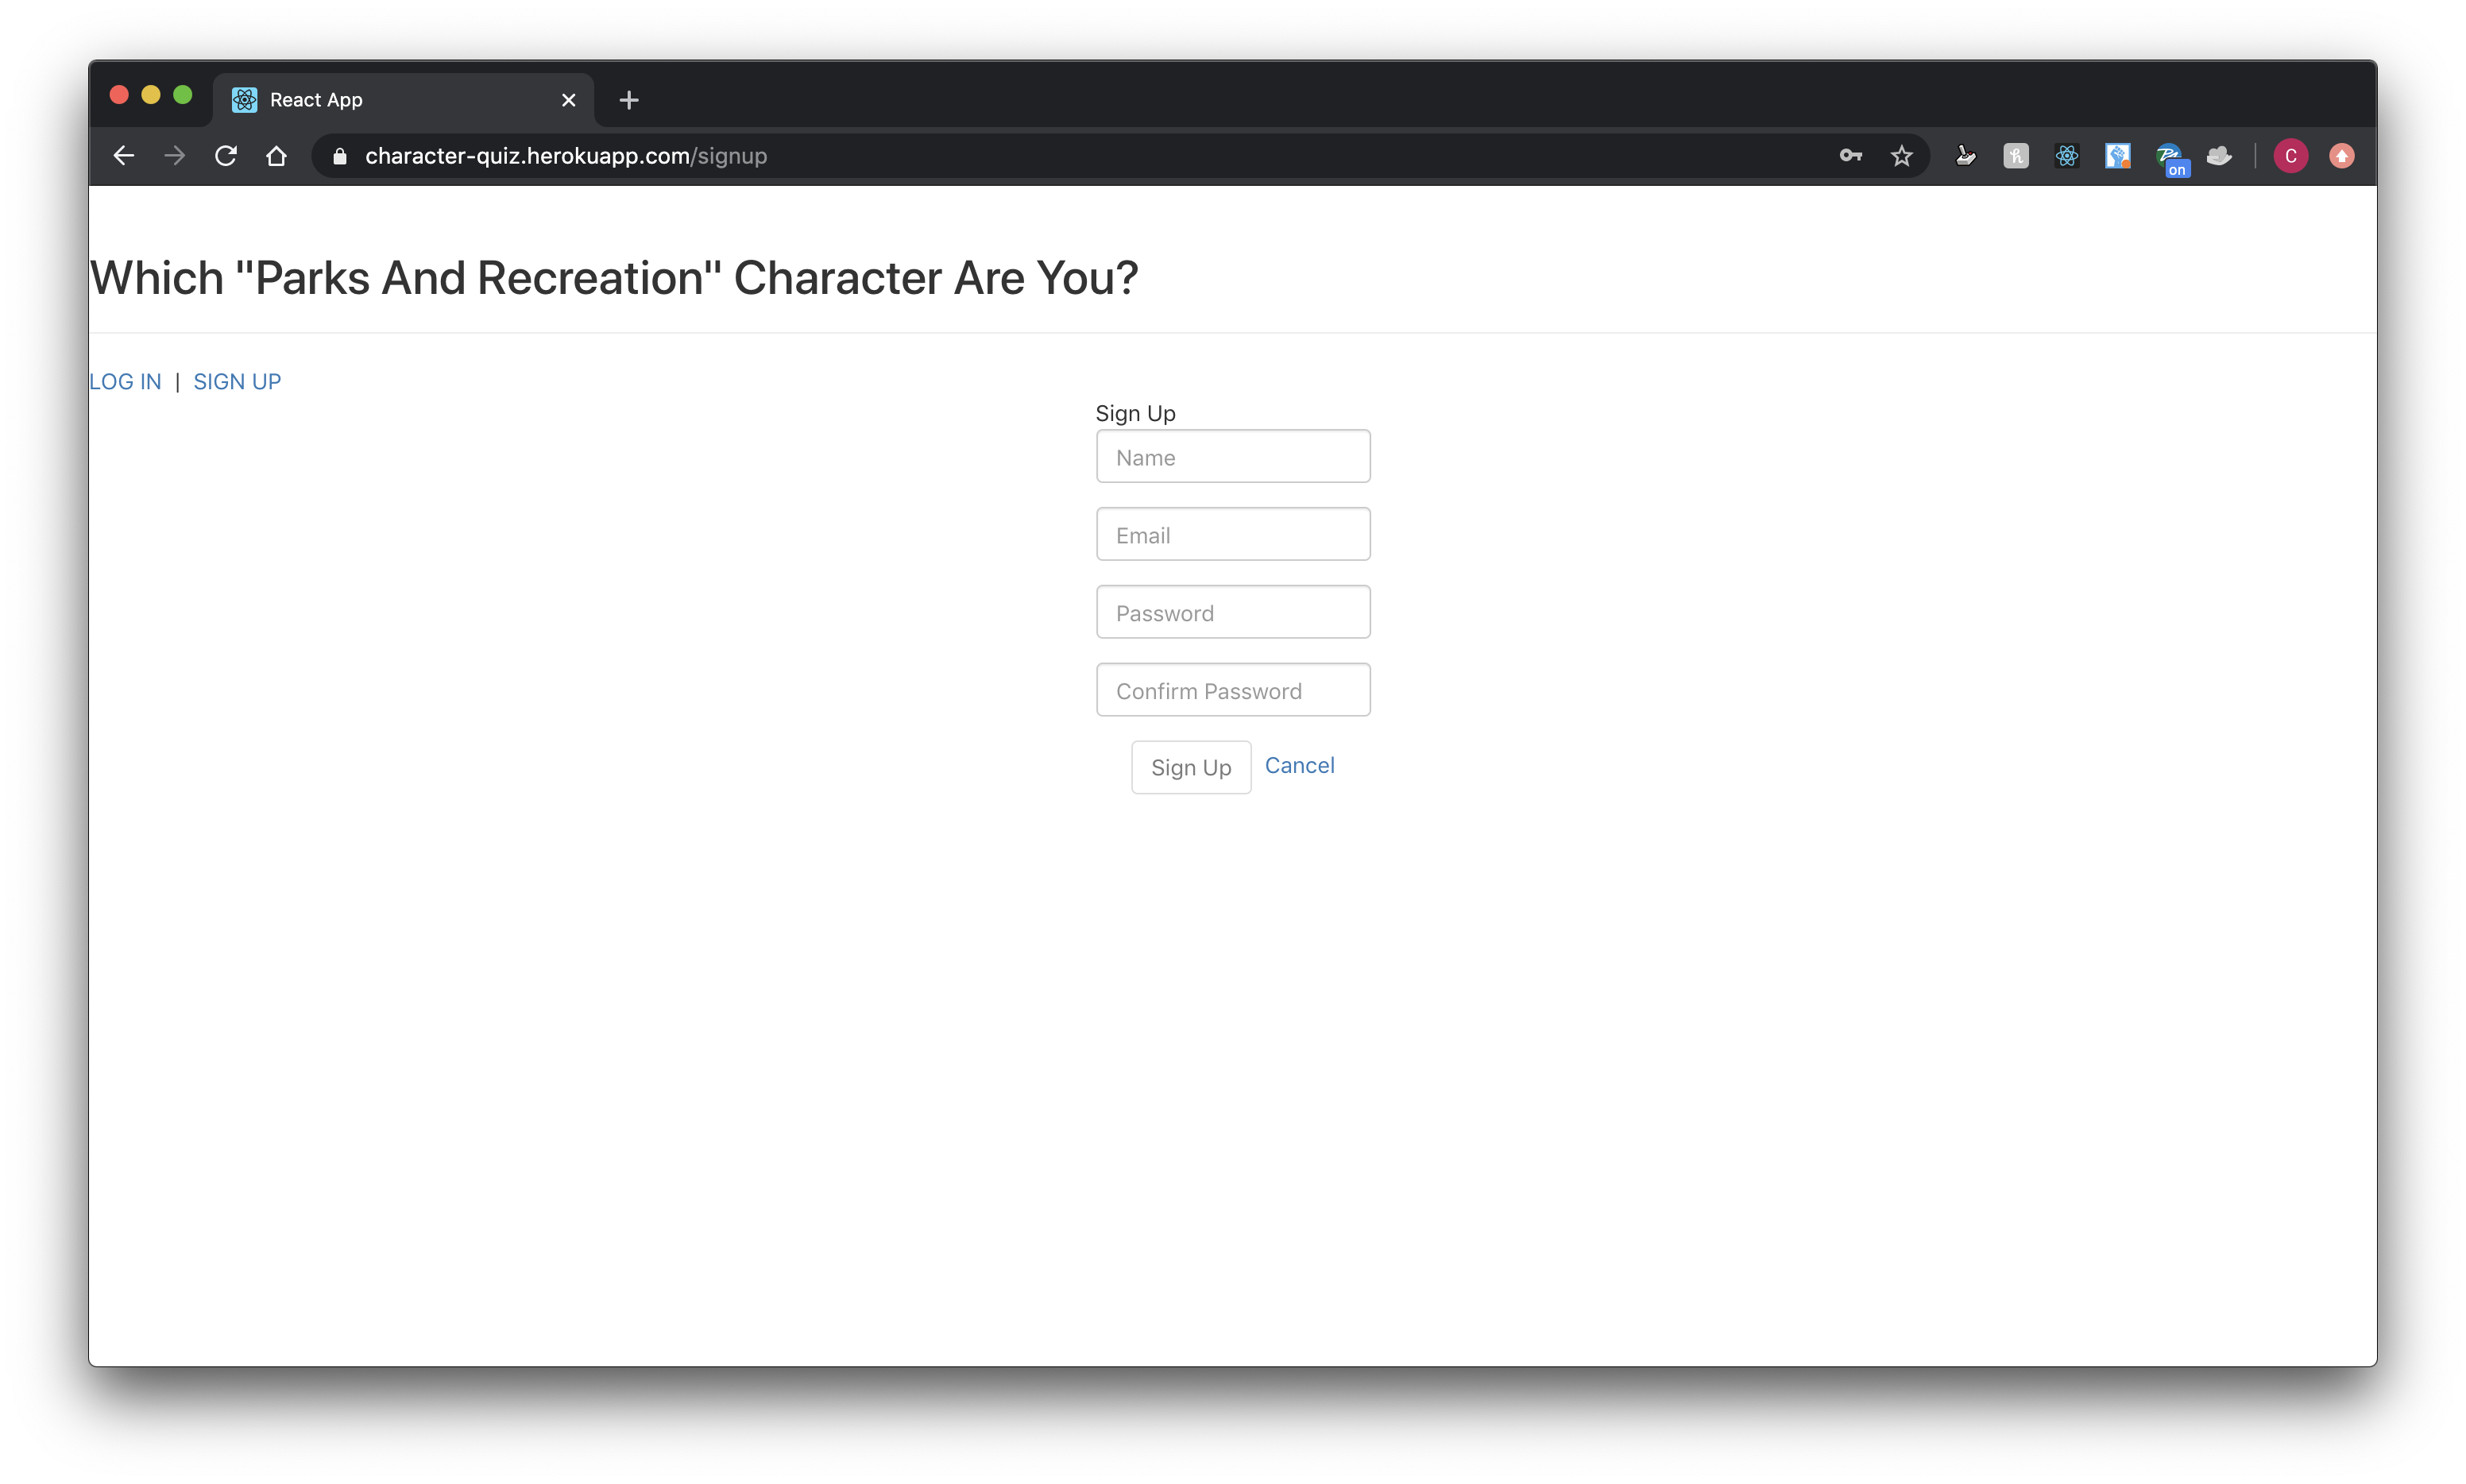 React App
character-quiz.herokuapp.com/signup
on
C
Which "Parks And Recreation" Character Are You?
LOG IN | SIGN UP
Sign Up
Name
Email
Password
Confirm Password
Sign Up Cancel